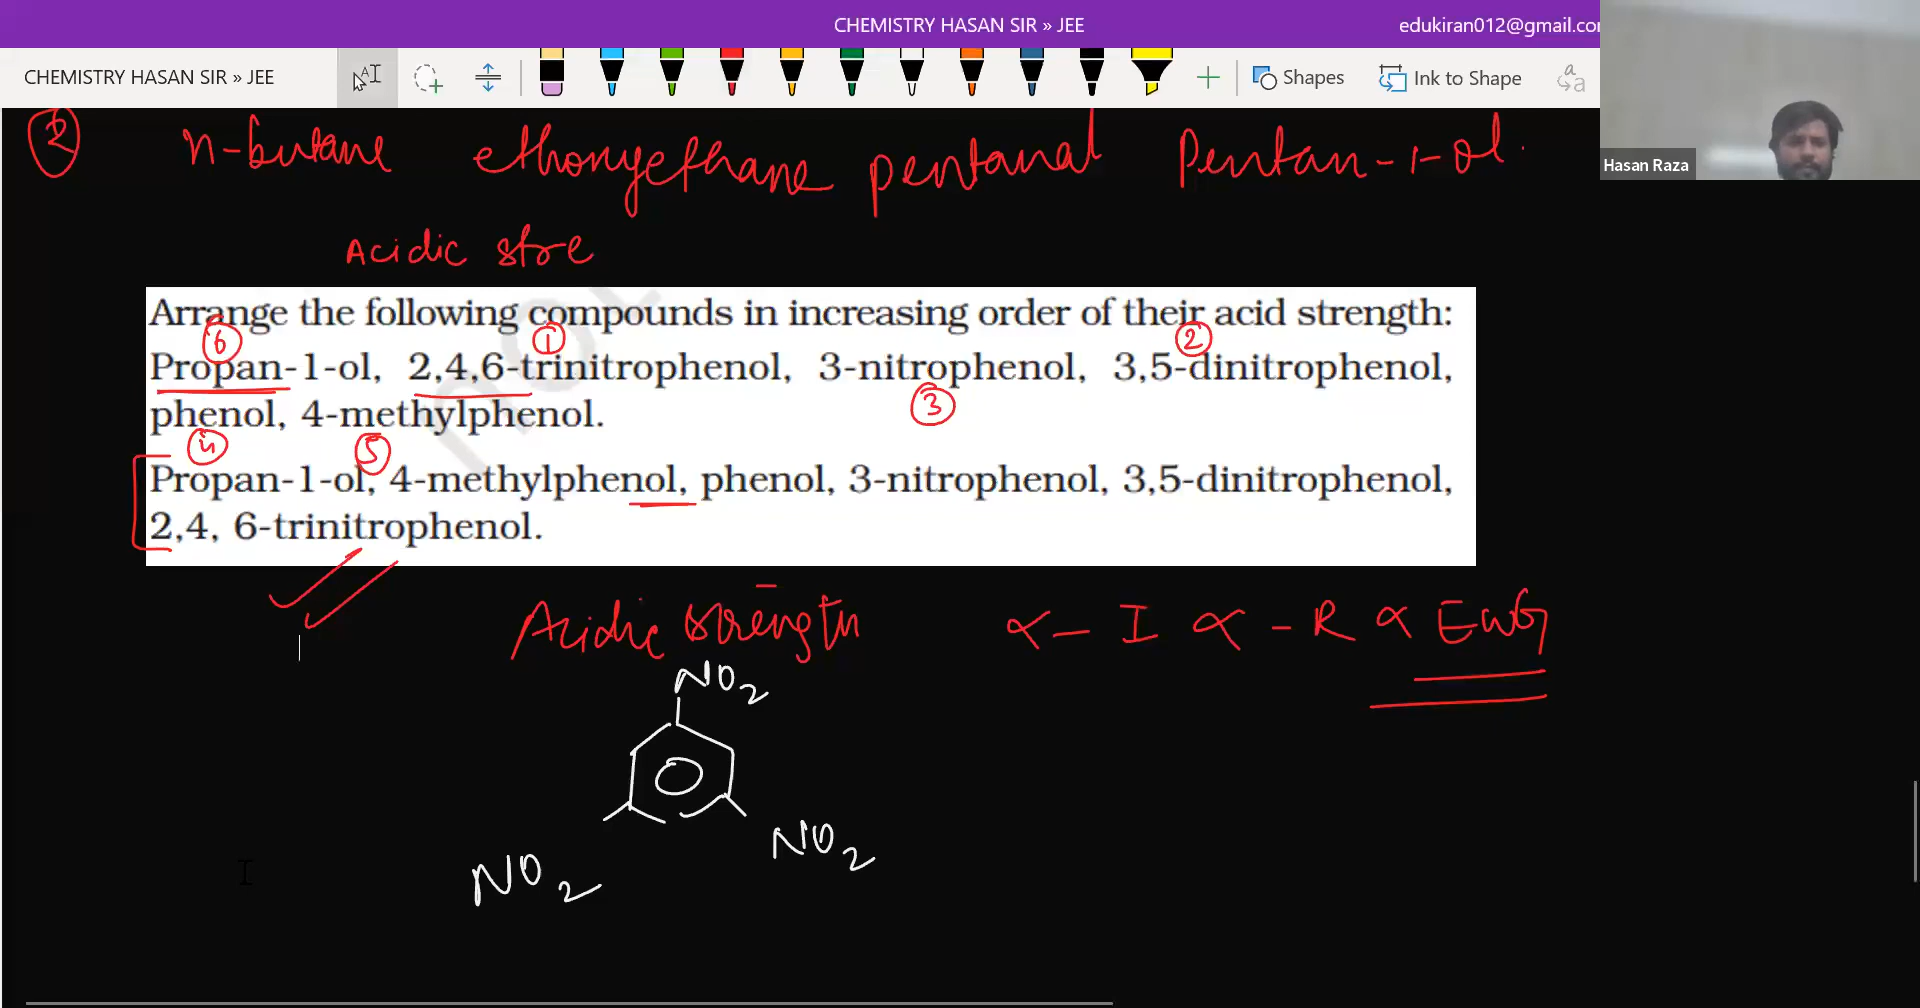 CHEMISTRY HASAN SIR » JEE
edukiran012@gmail.co
CHEMISTRY HASAN SIR » JEE
Shapes
Ink to Shape
Hasan Raza
2 n-butane ethoxyethane pentanal Pentan-1-ol.
Acidic stre
Arrange the following compounds in increasing order of their acid strength:
6 1 2
Propan-1-ol, 2,4,6-trinitrophenol, 3-nitrophenol, 3,5-dinitrophenol,
3
phenol, 4-methylphenol.
4 5
Propan-1-ol, 4-methylphenol, phenol, 3-nitrophenol, 3,5-dinitrophenol,
2,4, 6-trinitrophenol.
Acidic strength ∝ - I ∝ - R ∝ EWG
NO2
NO2
NO2